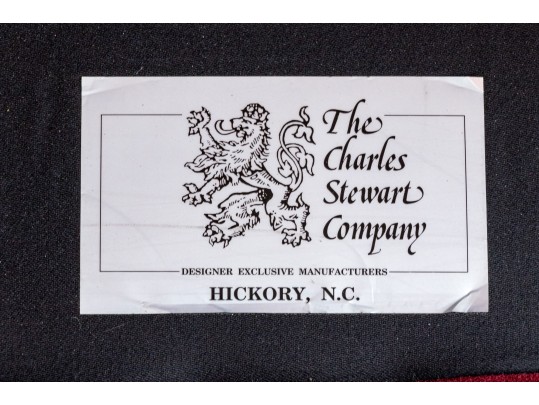 The
Charles
Stewart
Company
DESIGNER EXCLUSIVE MANUFACTURERS
HICKORY, N.C.